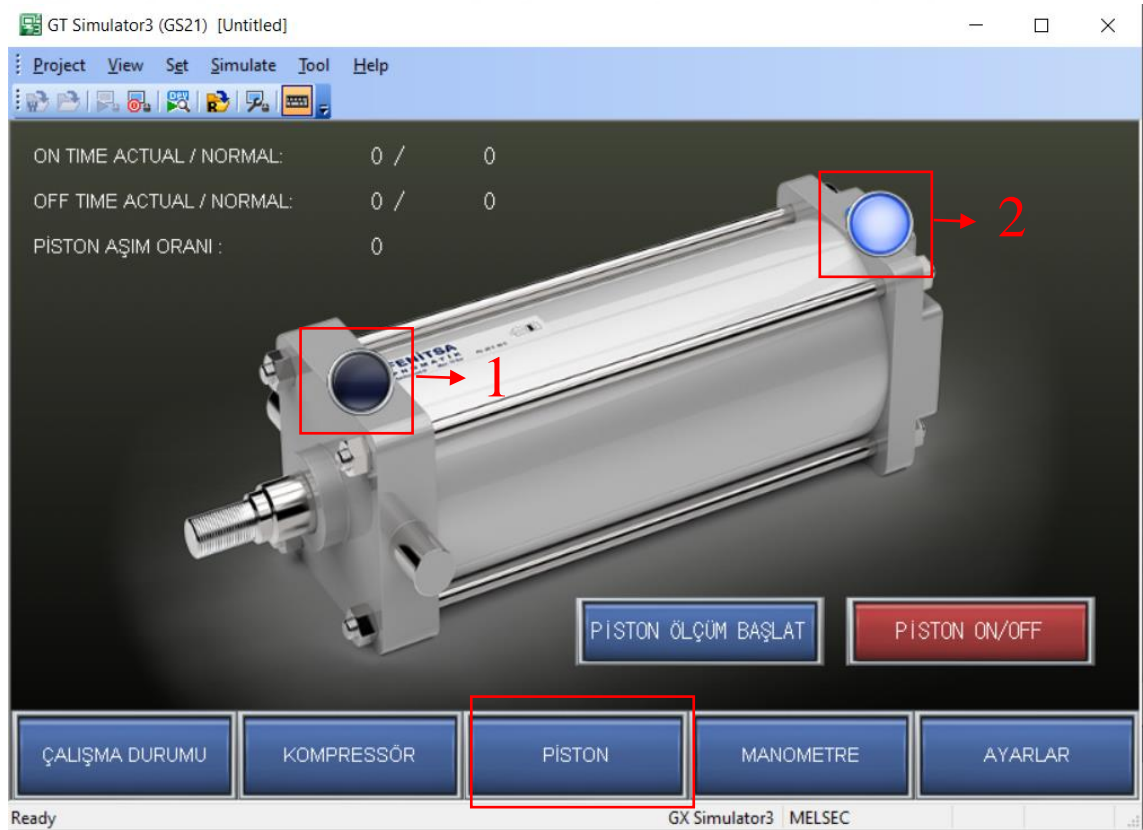 GT Simulator3 (GS21) [Untitled]
Project View Set Simulate Tool Help
ON TIME ACTUAL / NORMAL: 0 / 0
OFF TIME ACTUAL / NORMAL: 0 / 0
PİSTON AŞIM ORANI : 0
2
1
PİSTON ÖLÇÜM BAŞLAT
PİSTON ON/OFF
ÇALIŞMA DURUMU
KOMPRESSÖR
PİSTON
MANOMETRE
AYARLAR
Ready GX Simulator3 MELSEC